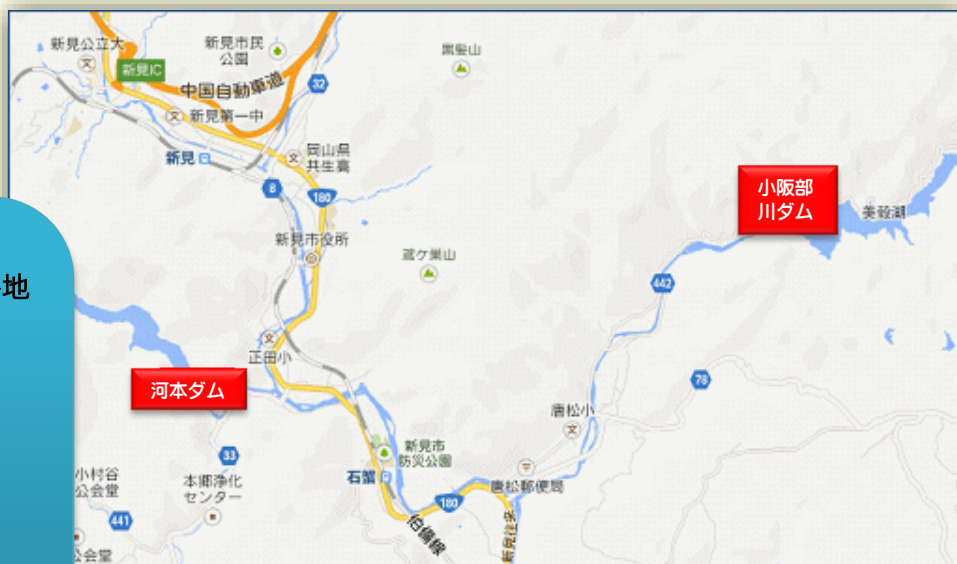 新見公立大
新見市民
公園
黒髪山
新見IC
中国自動車道
32
新見第一中
新見
岡山県
共生高
8
180
小阪部
川ダム
美穀湖
新見市役所
鳶ケ巣山
地
442
正田小
河本ダム
78
唐松小
33
新見市
防災公園
小村谷
公会堂
本郷浄化
センター
石蟹
唐松郵便局
180
441
伯備線
新見往来
公会堂